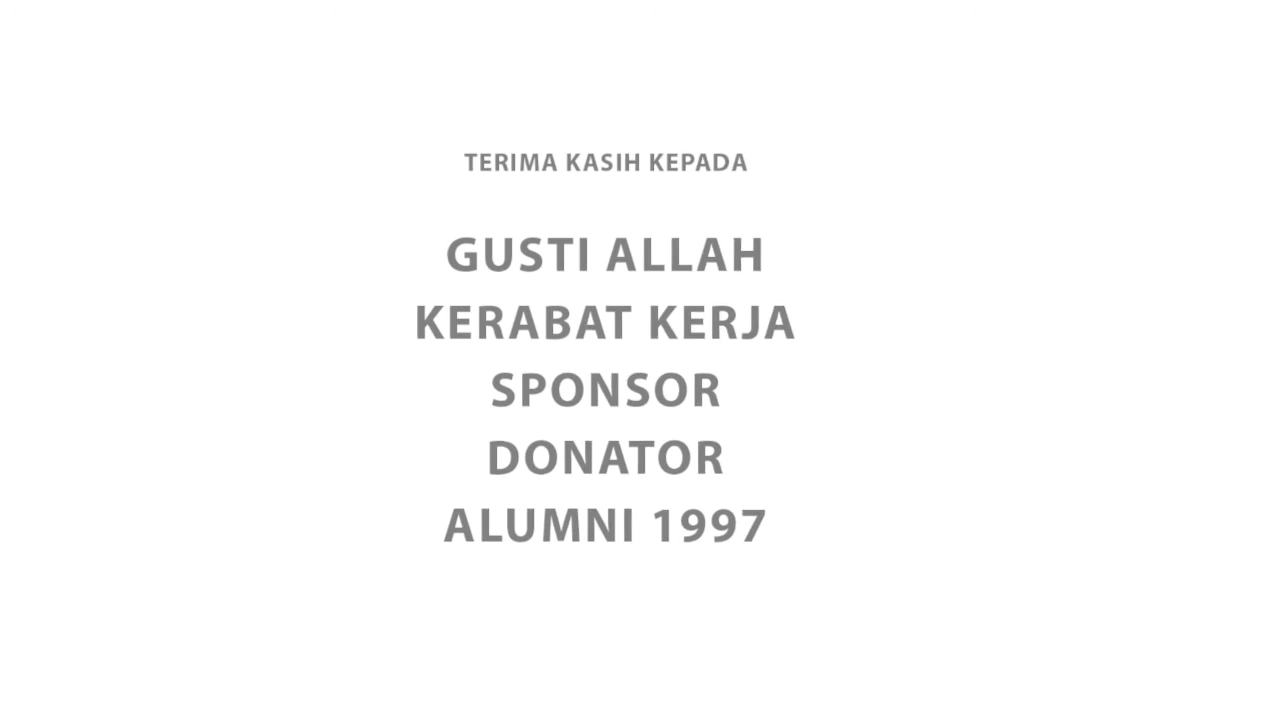 TERIMA KASIH KEPADA
GUSTI ALLAH
KERABAT KERJA
SPONSOR
DONATOR
ALUMNI 1997